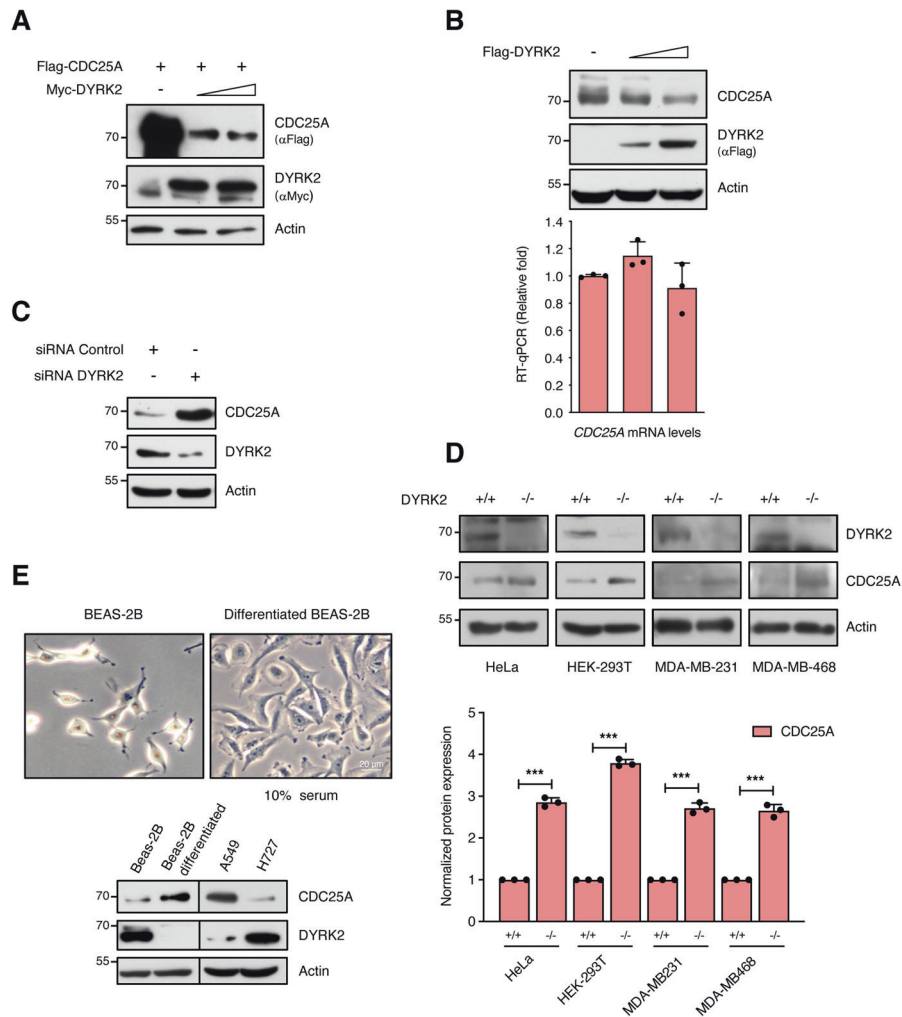 A
Flag-CDC25A + + +
Myc-DYRK2 -
70
CDC25A
(αFlag)
70
DYRK2
(αMyc)
55
Actin
B
Flag-DYRK2 -
70
CDC25A
70
DYRK2
(αFlag)
55
Actin
RT-qPCR (Relative fold)
1.4
1.2
1.0
0.8
0.6
0.4
0.2
0.0
CDC25A mRNA levels
C
siRNA Control + -
siRNA DYRK2 - +
70
CDC25A
70
DYRK2
55
Actin
D
DYRK2 +/+ -/- +/+ -/- +/+ -/- +/+ -/-
70
DYRK2
70
CDC25A
55
Actin
HeLa HEK-293T MDA-MB-231 MDA-MB-468
Normalized protein expression
5
4
3
2
1
0
CDC25A
*** *** *** ***
+/+ -/- +/+ -/- +/+ -/- +/+ -/-
HeLa
HEK-293T
MDA-MB231
MDA-MB468
E
BEAS-2B Differentiated BEAS-2B
20 µm
10% serum
Beas-2B
Beas-2B
differentiated
A549
H727
70
CDC25A
70
DYRK2
55
Actin